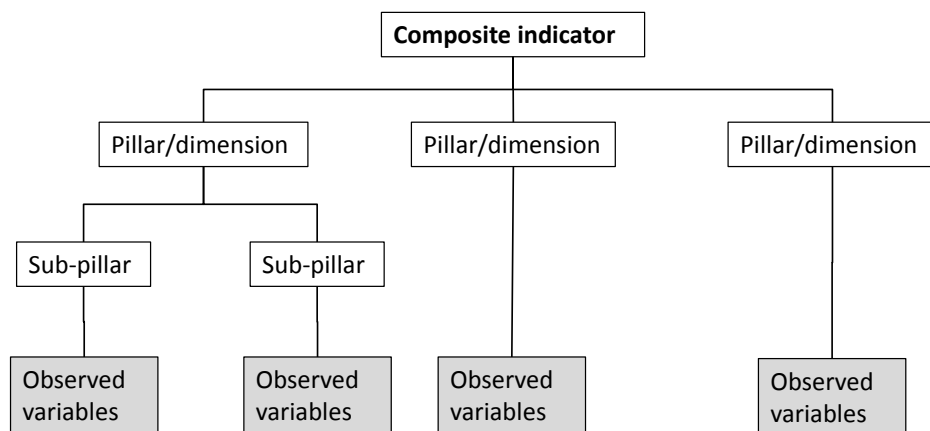 Composite indicator
Pillar/dimension
Pillar/dimension
Pillar/dimension
Sub-pillar
Sub-pillar
Observed
variables
Observed
variables
Observed
variables
Observed
variables